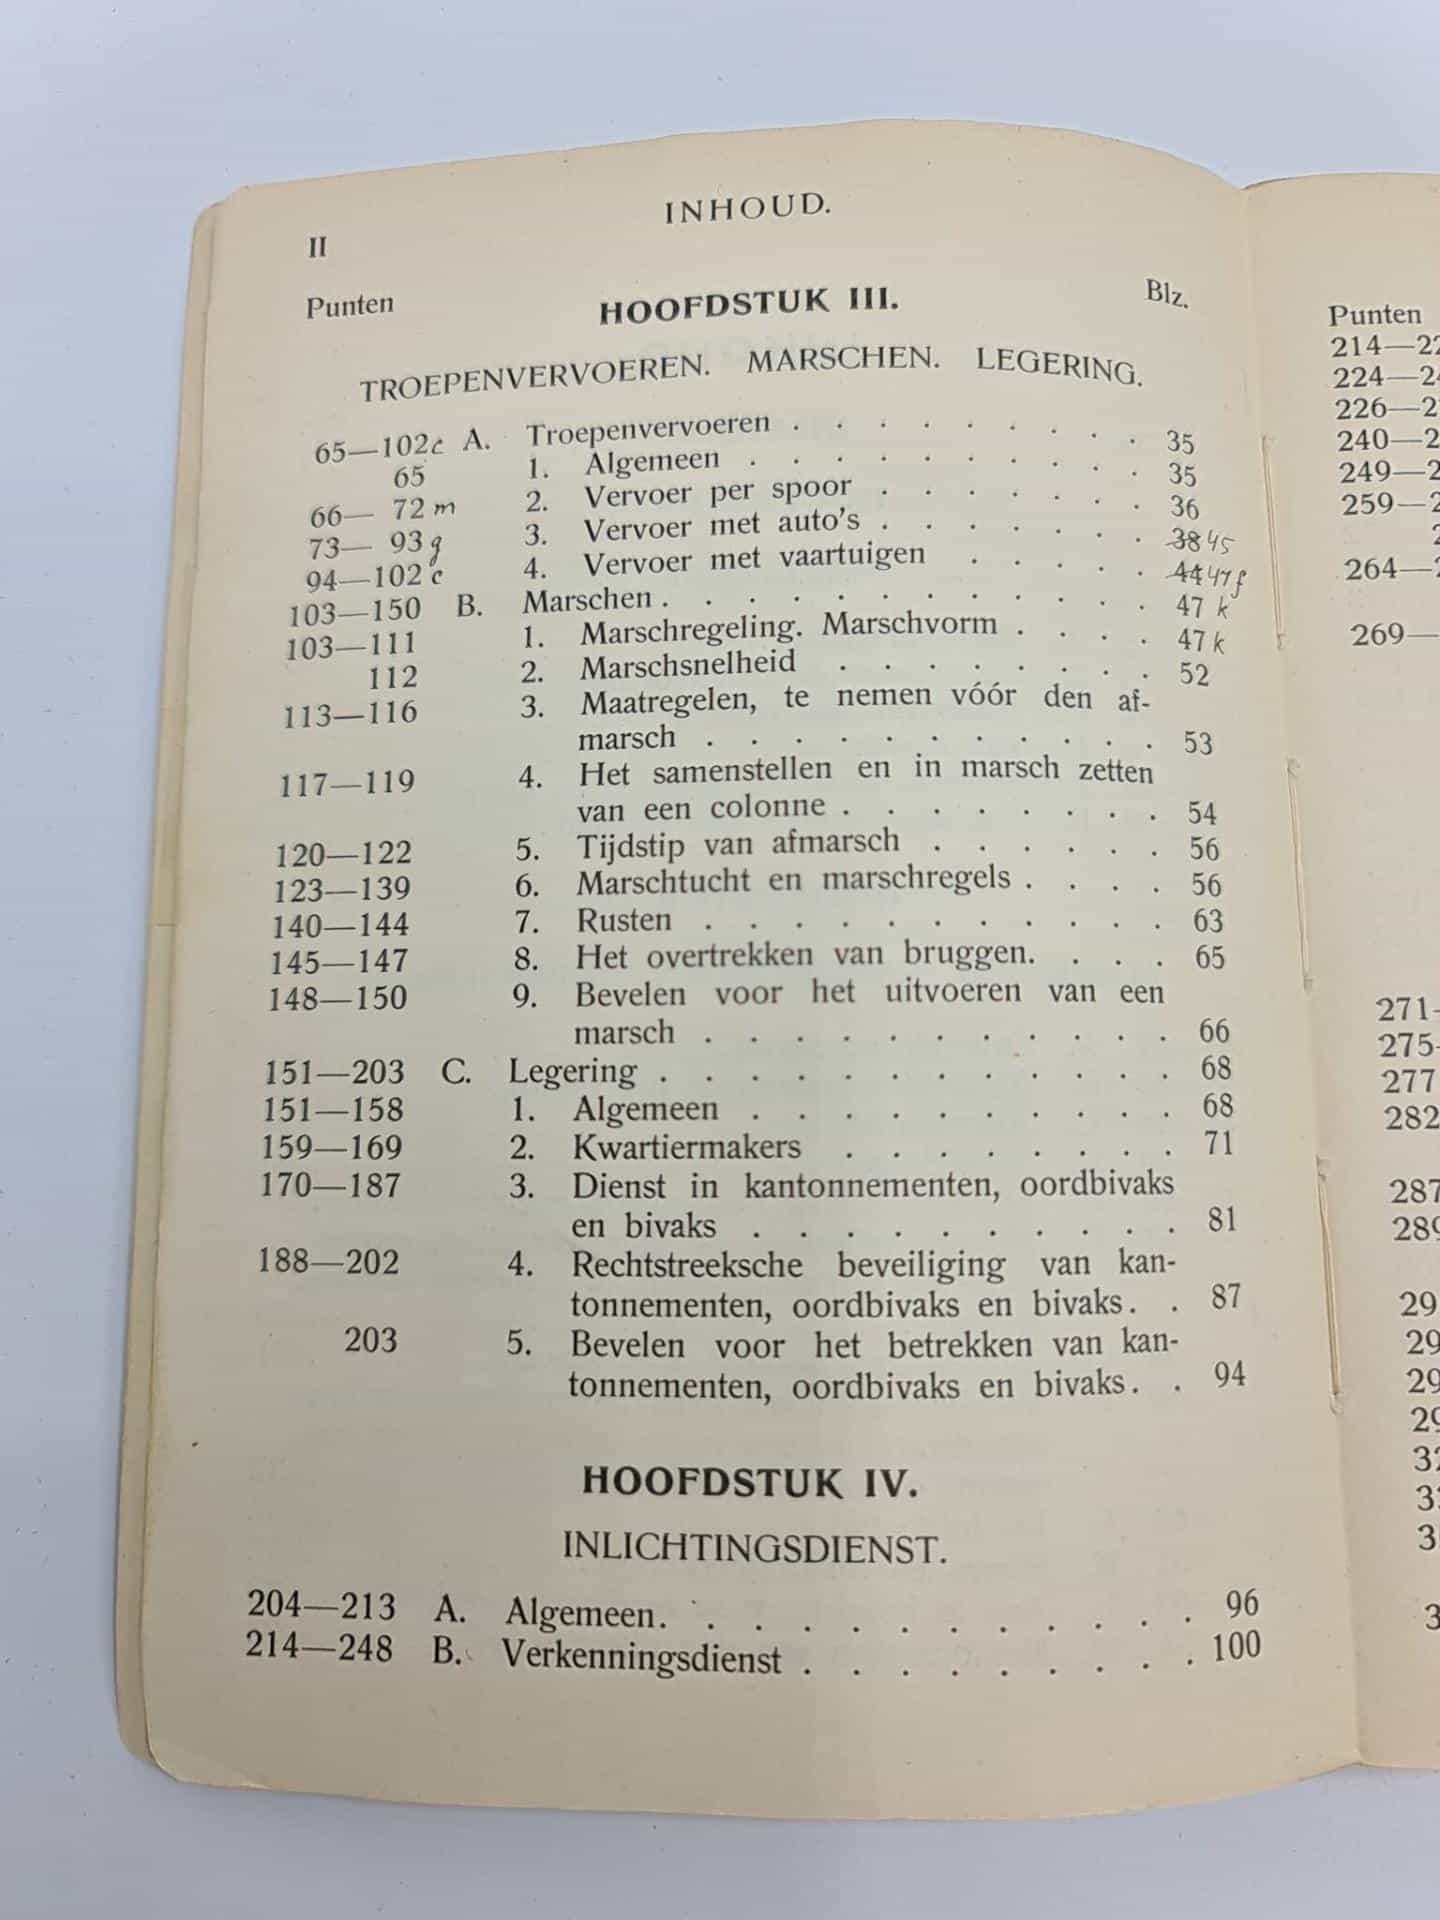 INHOUD.
II
Punten HOOFDSTUK III. Blz.
TROEPENVERVOEREN. MARSCHEN. LEGERING.
65—102c A. Troepenvervoeren . . . . . . . . 35
65 1. Algemeen . . . . . . . . . 35
66— 72 m 2. Vervoer per spoor . . . . . . 36
73— 93 g 3. Vervoer met auto's . . . . . . 38 45
94—102 c 4. Vervoer met vaartuigen . . . . 44 47 f
103—150 B. Marschen . . . . . . . . . . . 47 k
103—111 1. Marschregeling. Marschvorm . . . . 47 k
112 2. Marschsnelheid . . . . . . . 52
113—116 3. Maatregelen, te nemen vóór den af-
marsch . . . . . . . . . . 53
117—119 4. Het samenstellen en in marsch zetten
van een colonne . . . . . . . 54
120—122 5. Tijdstip van afmarsch . . . . . . 56
123—139 6. Marschtucht en marschregels . . . . 56
140—144 7. Rusten . . . . . . . . . . . 63
145—147 8. Het overtrekken van bruggen. . . . 65
148—150 9. Bevelen voor het uitvoeren van een
marsch . . . . . . . . . . . 66
151—203 C. Legering . . . . . . . . . . . . 68
151—158 1. Algemeen . . . . . . . . . . 68
159—169 2. Kwartiermakers . . . . . . . . 71
170—187 3. Dienst in kantonnementen, oordbivaks
en bivaks . . . . . . . . . . 81
188—202 4. Rechtstreeksche beveiliging van kan-
tonnementen, oordbivaks en bivaks. . 87
203 5. Bevelen voor het betrekken van kan-
tonnementen, oordbivaks en bivaks. . 94
HOOFDSTUK IV.
INLICHTINGSDIENST.
204—213 A. Algemeen. . . . . . . . . . . . 96
214—248 B. Verkenningsdienst . . . . . . . . . 100
Punten